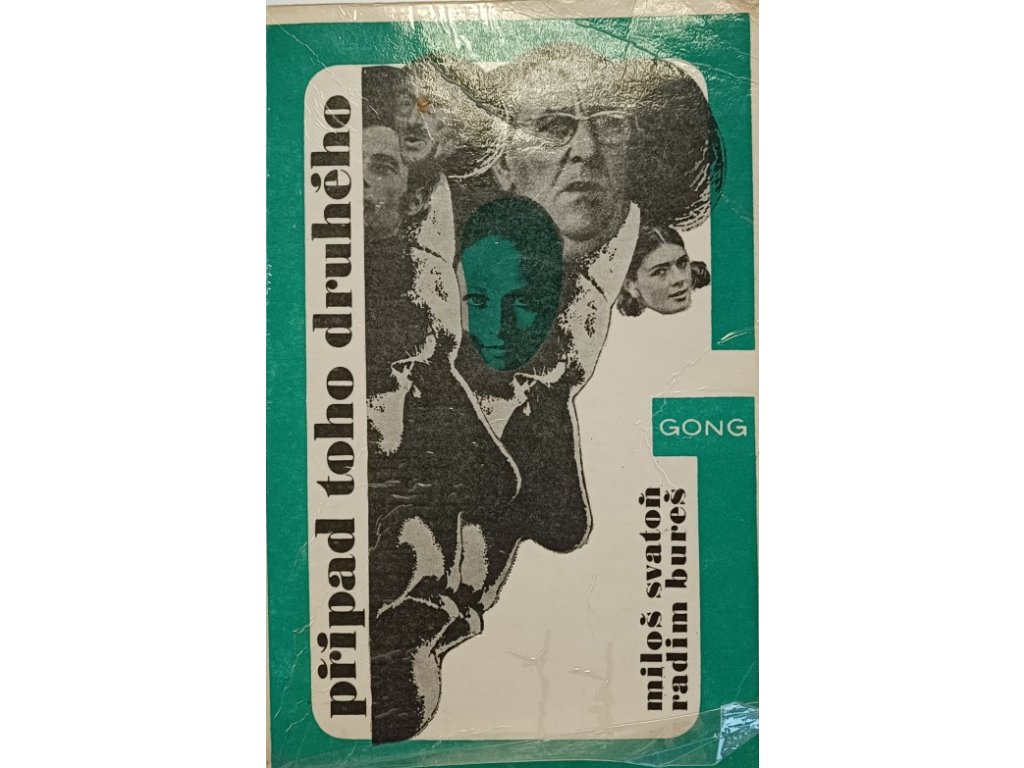 případ toho druhého
GONG
miloš svatoň
radim bureš